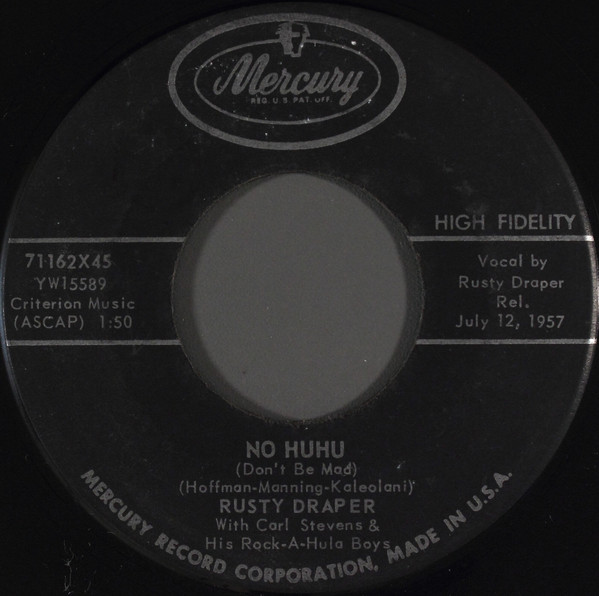 Mercury
REG. U.S. PAT. OFF.
HIGH FIDELITY
71162X45
YW15589
Criterion Music
(ASCAP) 1:50
Vocal by
Rusty Draper
Rel.
July 12, 1957
NO HUHU
(Don't Be Mad)
(Hoffman-Manning-Kaleolani)
RUSTY DRAPER
With Carl Stevens &
His Rock-A-Hula Boys
MERCURY RECORD CORPORATION, MADE IN U.S.A.